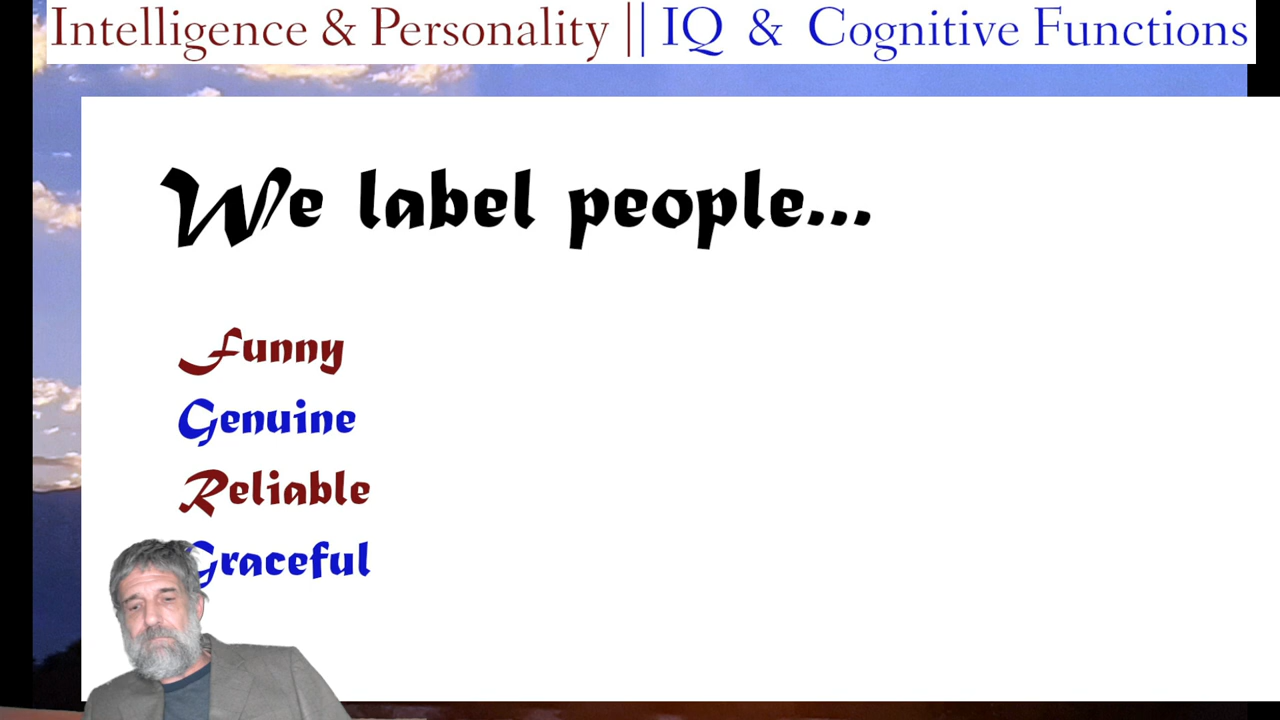 Intelligence & Personality || IQ & Cognitive Functions
We label people...
Funny
Genuine
Reliable
Graceful